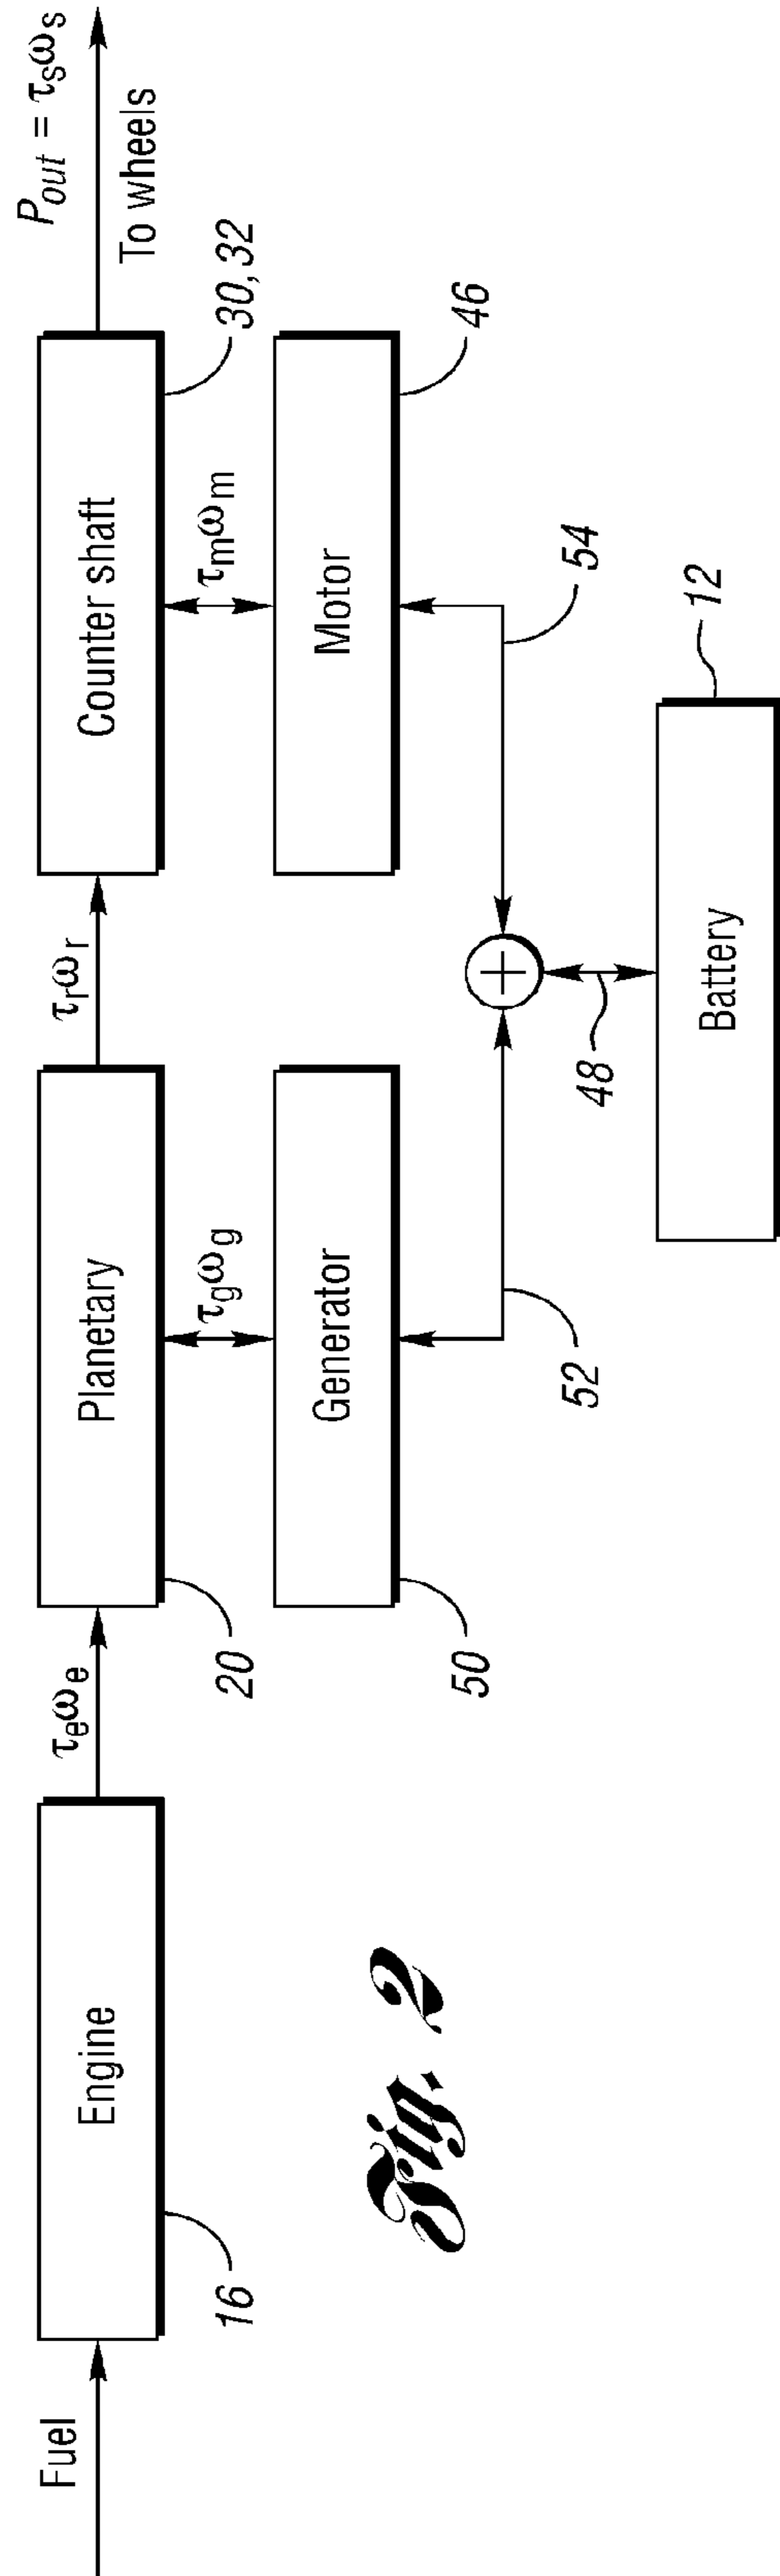 Fuel
Engine
16
τeωe
Planetary
20
τgωg
Generator
50
τrωr
Counter shaft
30, 32
τmωm
Motor
46
Pout = τsωs
To wheels
52
54
48
Battery
12
Fig. 2